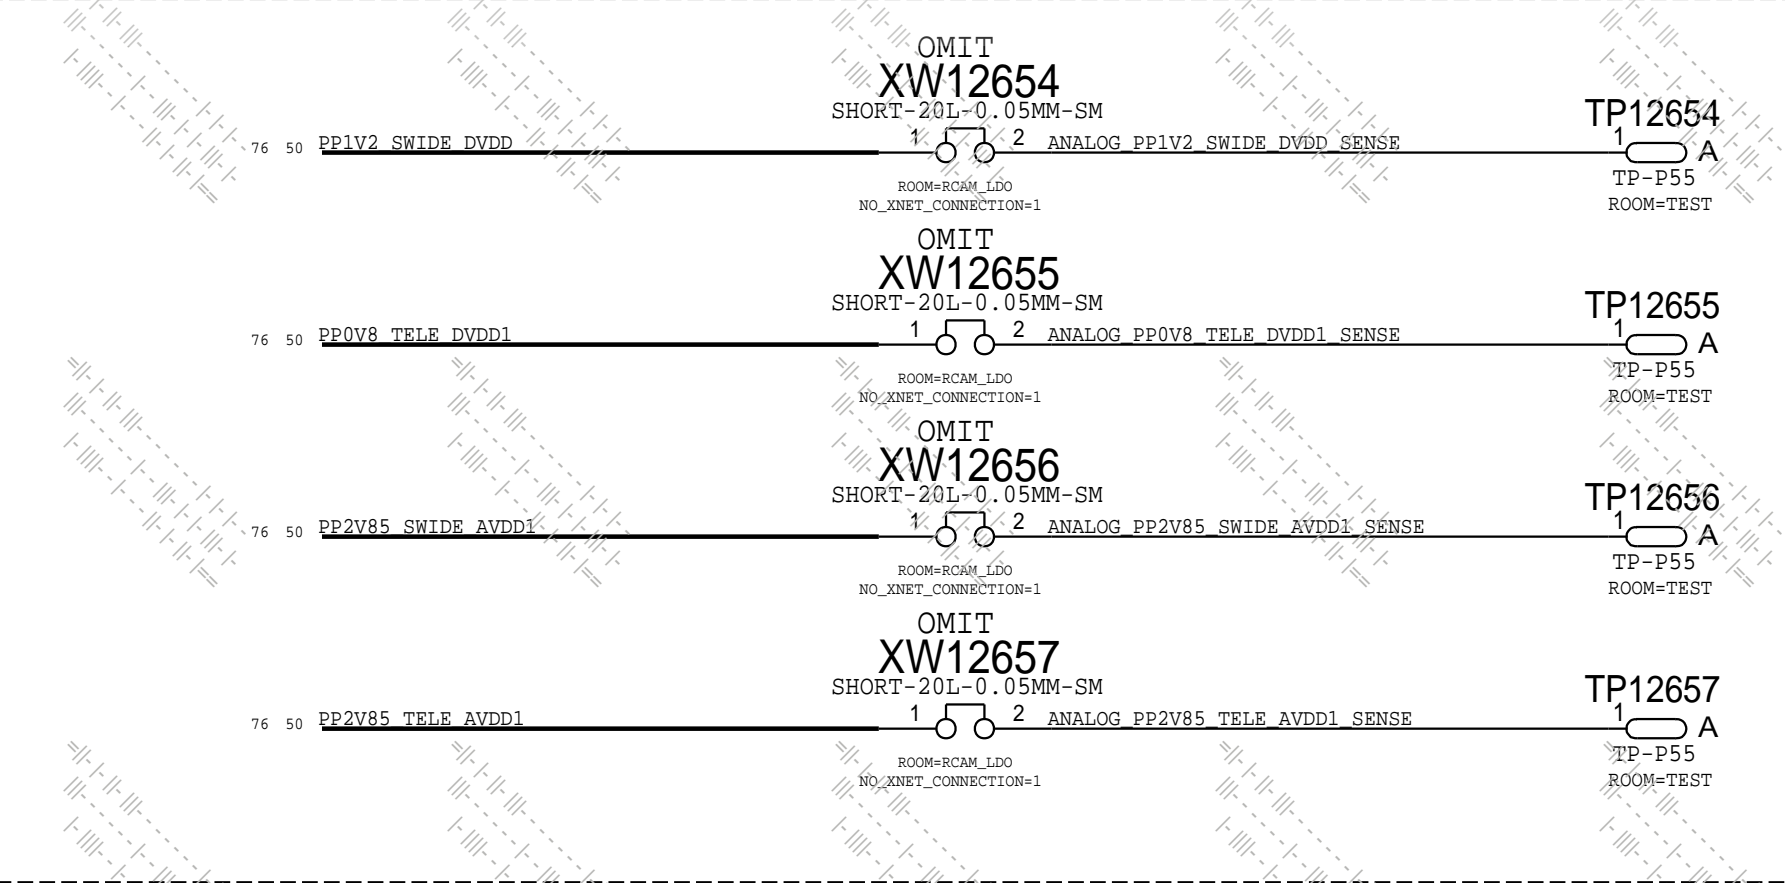 OMIT
XW12654
SHORT-20L-0.05MM-SM
TP12654
76 50 PP1V2_SWIDE_DVDD 1 2 ANALOG_PP1V2_SWIDE_DVDD_SENSE 1 A
TP-P55
ROOM=RCAM_LDO
NO_XNET_CONNECTION=1
ROOM=TEST
OMIT
XW12655
SHORT-20L-0.05MM-SM
TP12655
76 50 PP0V8_TELE_DVDD1 1 2 ANALOG_PP0V8_TELE_DVDD1_SENSE 1 A
TP-P55
ROOM=RCAM_LDO
NO_XNET_CONNECTION=1
ROOM=TEST
OMIT
XW12656
SHORT-20L-0.05MM-SM
TP12656
76 50 PP2V85_SWIDE_AVDD1 1 2 ANALOG_PP2V85_SWIDE_AVDD1_SENSE 1 A
TP-P55
ROOM=RCAM_LDO
NO_XNET_CONNECTION=1
ROOM=TEST
OMIT
XW12657
SHORT-20L-0.05MM-SM
TP12657
76 50 PP2V85_TELE_AVDD1 1 2 ANALOG_PP2V85_TELE_AVDD1_SENSE 1 A
TP-P55
ROOM=RCAM_LDO
NO_XNET_CONNECTION=1
ROOM=TEST